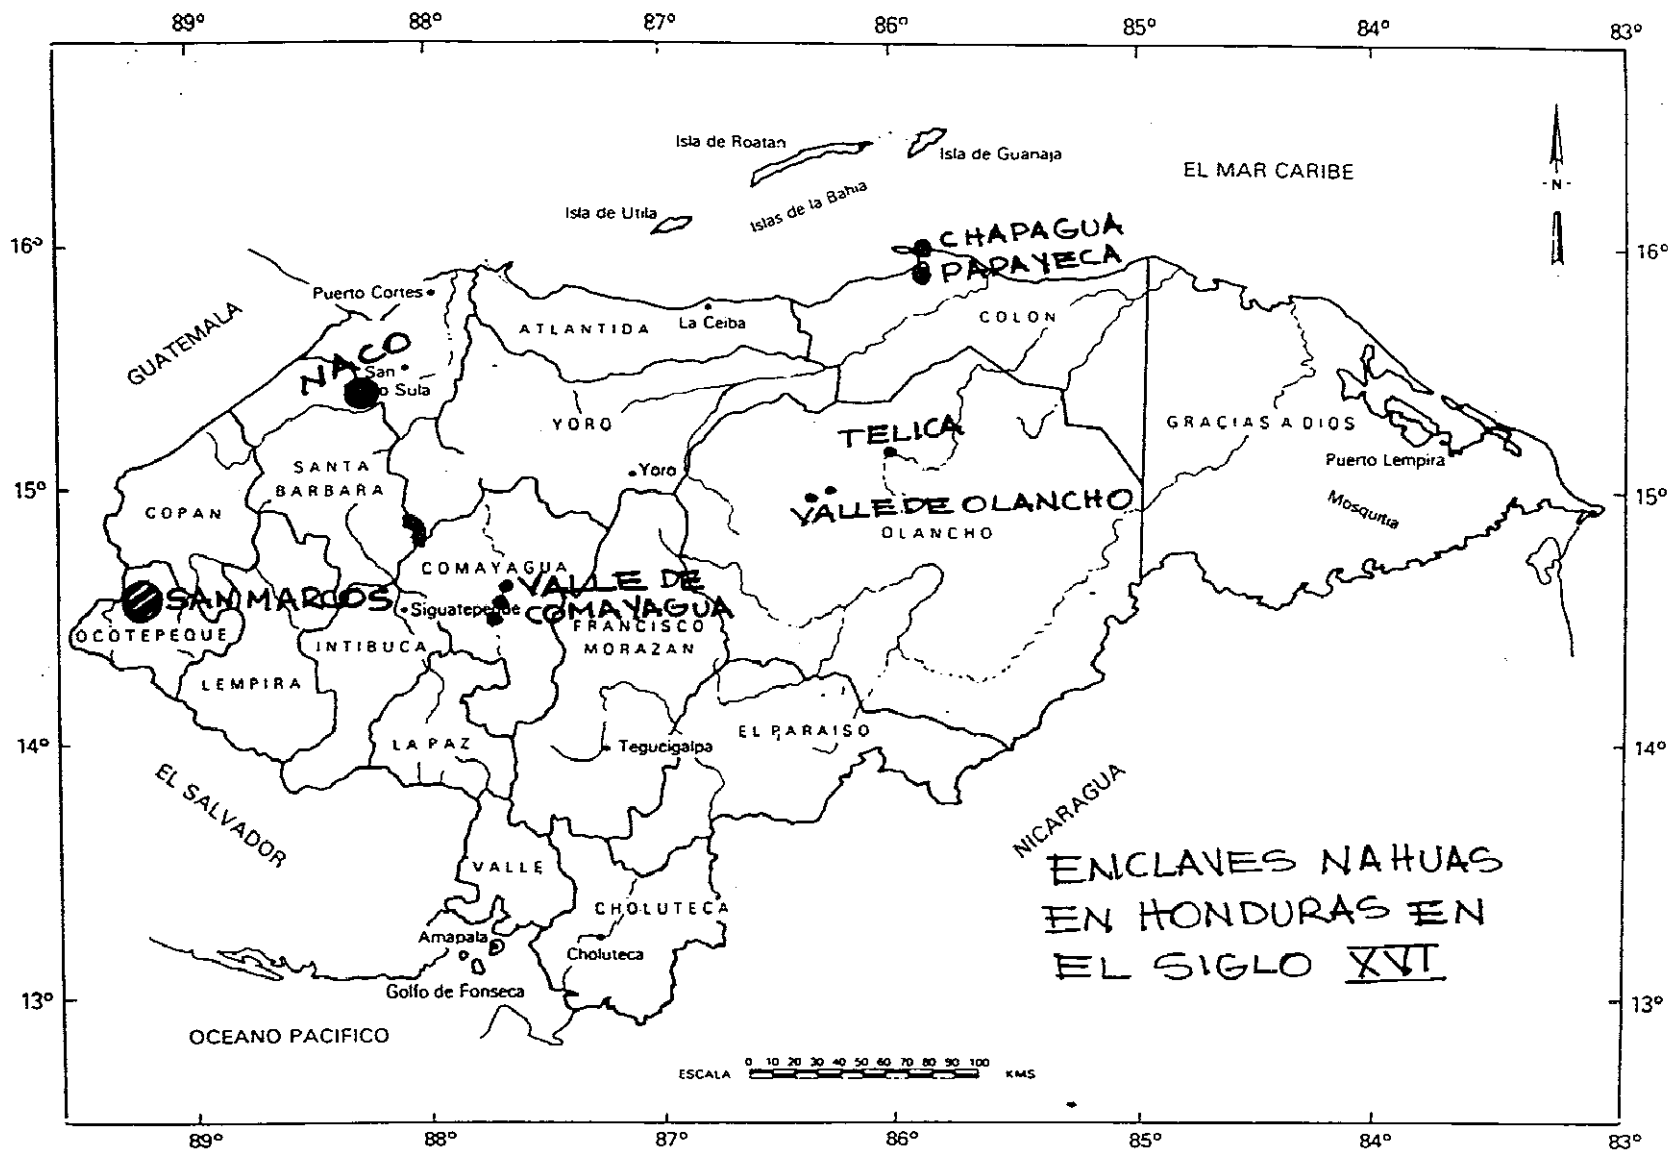 89° 88° 87° 86° 85° 84° 83°
Isla de Roatan
Isla de Guanaja
EL MAR CARIBE
-N-
Islas de la Bahia
Isla de Utila
16° CHAPAGUA 16°
PAPAYECA
Puerto Cortes
GUATEMALA
ATLANTIDA La Ceiba COLON
NACO
San
o Sula
YORO
TELICA
GRACIAS A DIOS
Puerto Lempira
SANTA
BARBARA
Yoro
15° 15°
VALLE DE OLANCHO
Mosquitia
COPAN
OLANCHO
COMAYAGUA VALLE DE
SAN MARCOS Siguatepeque COMAYAGUA
OCOTEPEQUE
FRANCISCO
MORAZAN
INTIBUCA
LEMPIRA
14° 14°
LA PAZ
Tegucigalpa
EL PARAISO
EL SALVADOR
NICARAGUA
VALLE
CHOLUTECA
Amapala
Choluteca
Golfo de Fonseca
ENCLAVES NAHUAS
EN HONDURAS EN
EL SIGLO XVI
13° 13°
OCEANO PACIFICO
ESCALA 0 10 20 30 40 50 60 70 80 90 100 KMS
89° 88° 87° 86° 85° 84° 83°